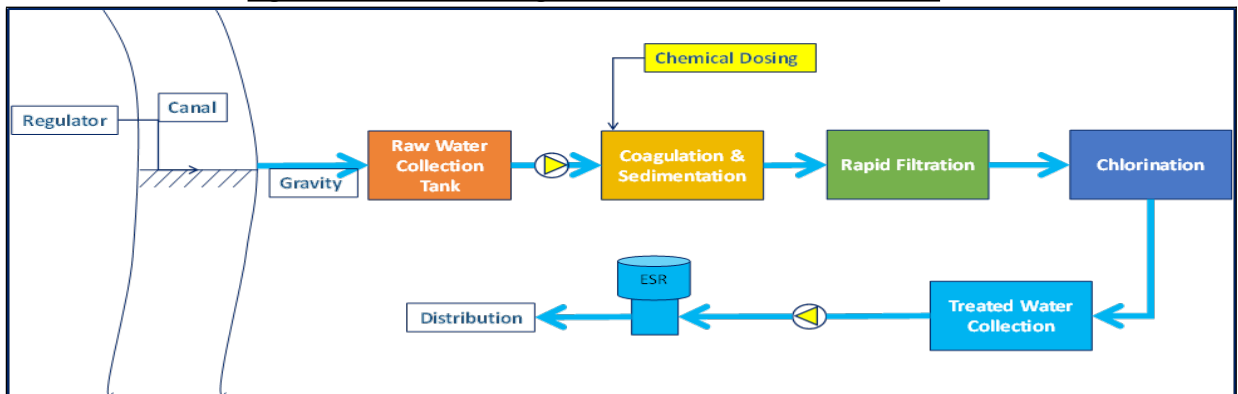 Regulator
Canal
Gravity
Raw Water
Collection
Tank
Chemical Dosing
Coagulation &
Sedimentation
Rapid Filtration
Chlorination
Treated Water
Collection
ESR
Distribution